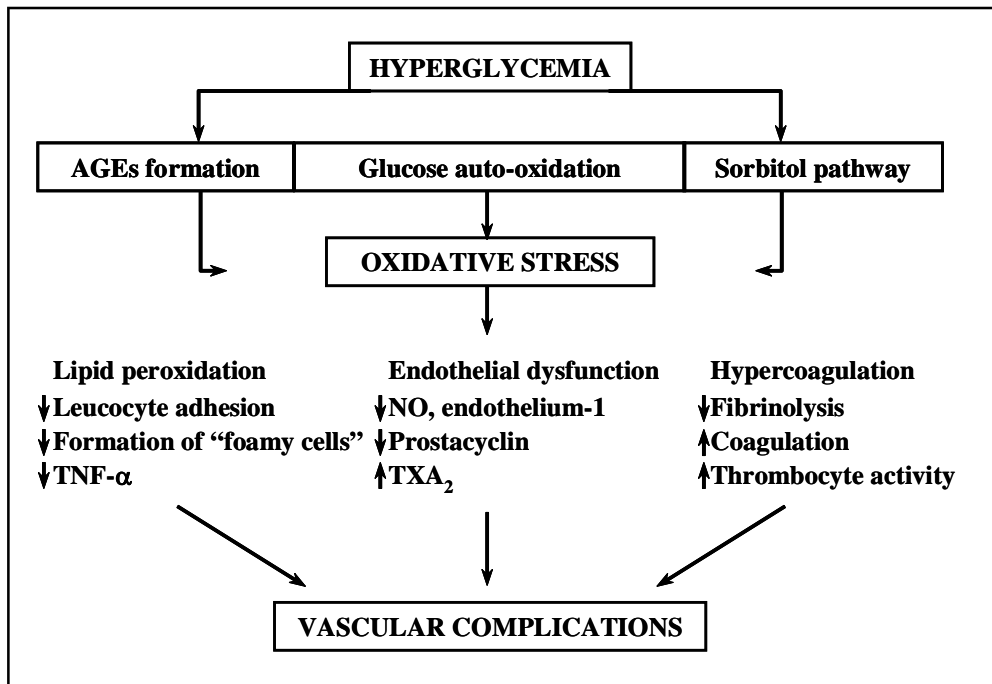 HYPERGLYCEMIA
AGEs formation
Glucose auto-oxidation
Sorbitol pathway
OXIDATIVE STRESS
Lipid peroxidation
↓Leucocyte adhesion
↓Formation of “foamy cells”
↓TNF-α
Endothelial dysfunction
↓NO, endothelium-1
↓Prostacyclin
↑TXA₂
Hypercoagulation
↓Fibrinolysis
↑Coagulation
↑Thrombocyte activity
VASCULAR COMPLICATIONS